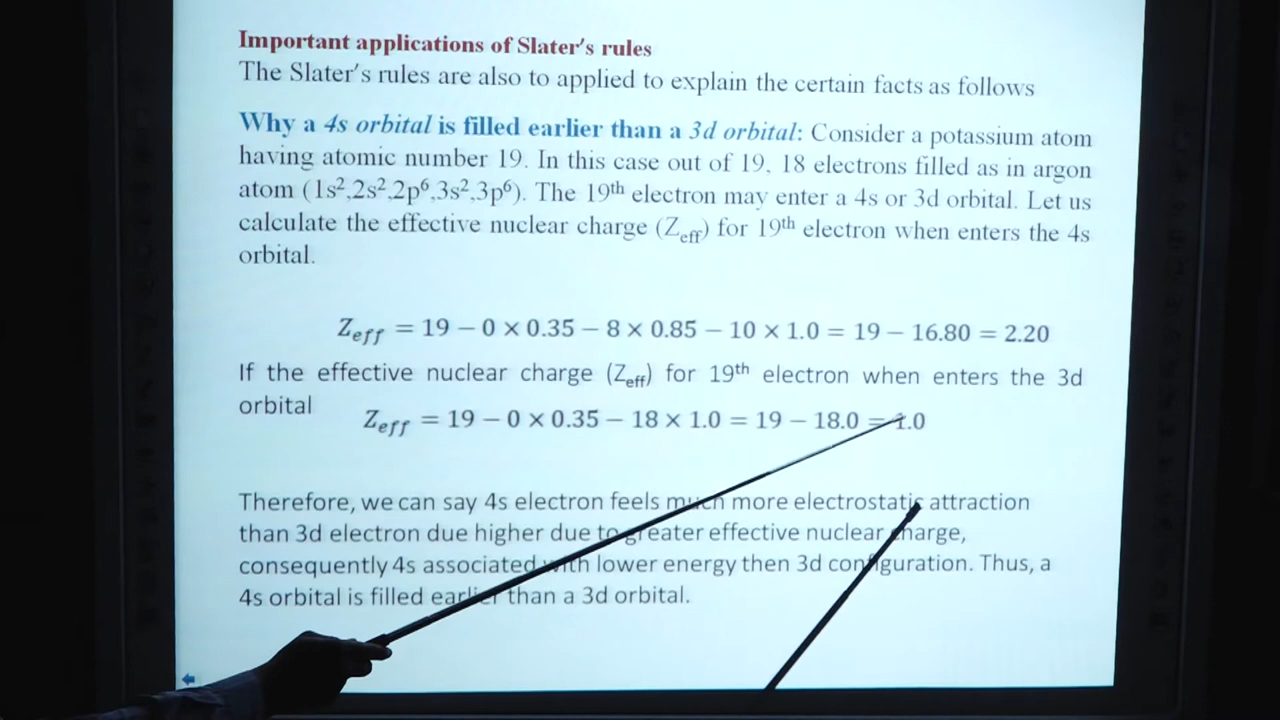 Important applications of Slater's rules
The Slater's rules are also to applied to explain the certain facts as follows
Why a 4s orbital is filled earlier than a 3d orbital: Consider a potassium atom
having atomic number 19. In this case out of 19, 18 electrons filled as in argon
atom (1s²,2s²,2p⁶,3s²,3p⁶). The 19th electron may enter a 4s or 3d orbital. Let us
calculate the effective nuclear charge (Zeff) for 19th electron when enters the 4s
orbital.
Zeff = 19 − 0 × 0.35 − 8 × 0.85 − 10 × 1.0 = 19 − 16.80 = 2.20
If the effective nuclear charge (Zeff) for 19th electron when enters the 3d
orbital
Zeff = 19 − 0 × 0.35 − 18 × 1.0 = 19 − 18.0 = 1.0
Therefore, we can say 4s electron feels much more electrostatic attraction
than 3d electron due higher due to greater effective nuclear charge,
consequently 4s associated with lower energy then 3d configuration. Thus, a
4s orbital is filled earlier than a 3d orbital.